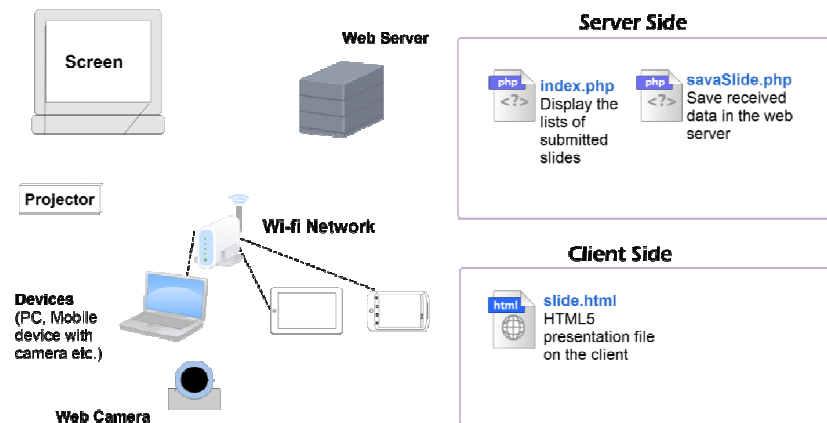 Screen
Web Server
Projector
Wi-fi Network
Devices
(PC, Mobile
device with
camera etc.)
Web Camera
Server Side
php
<?>
index.php
Display the
lists of
submitted
slides
php
<?>
savaSlide.php
Save received
data in the web
server
Client Side
html
slide.html
HTML5
presentation file
on the client